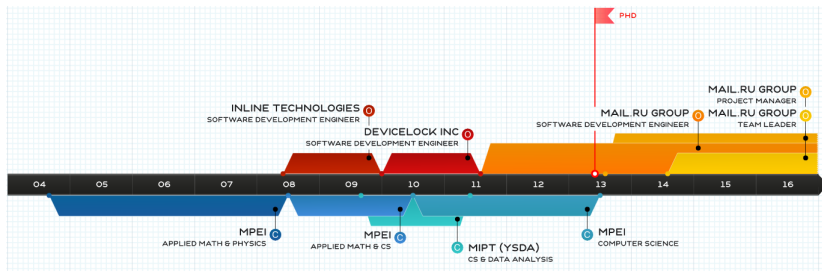 PHD
MAIL.RU GROUP
PROJECT MANAGER
INLINE TECHNOLOGIES
SOFTWARE DEVELOPMENT ENGINEER
MAIL.RU GROUP
SOFTWARE DEVELOPMENT ENGINEER
MAIL.RU GROUP
TEAM LEADER
DEVICELOCK INC
SOFTWARE DEVELOPMENT ENGINEER
O
O
O
O
O
04 05 06 07 08 09 10 11 12 13 14 15 16
C
C
C
C
MPEI
APPLIED MATH & PHYSICS
MPEI
APPLIED MATH & CS
MIPT (YSDA)
CS & DATA ANALYSIS
MPEI
COMPUTER SCIENCE